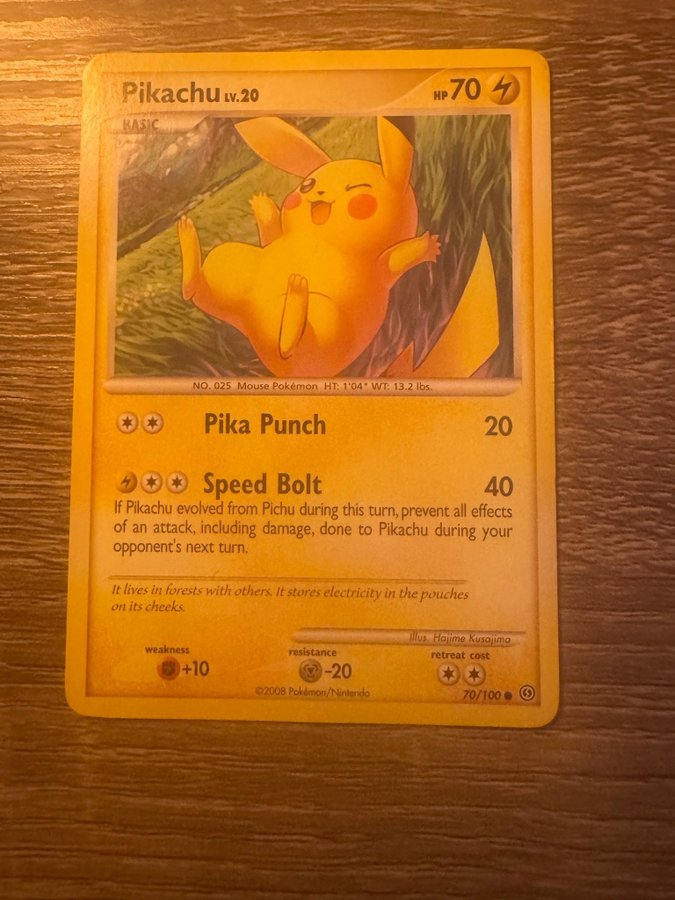 Pikachu LV.20 HP 70
BASIC
NO. 025 Mouse Pokémon HT: 1'04" WT: 13.2 lbs.
Pika Punch 20
Speed Bolt 40
If Pikachu evolved from Pichu during this turn, prevent all effects
of an attack, including damage, done to Pikachu during your
opponent's next turn.
It lives in forests with others. It stores electricity in the pouches
on its cheeks.
Illus. Hajime Kusajima
weakness resistance retreat cost
+10 -20
©2008 Pokémon/Nintendo 70/100